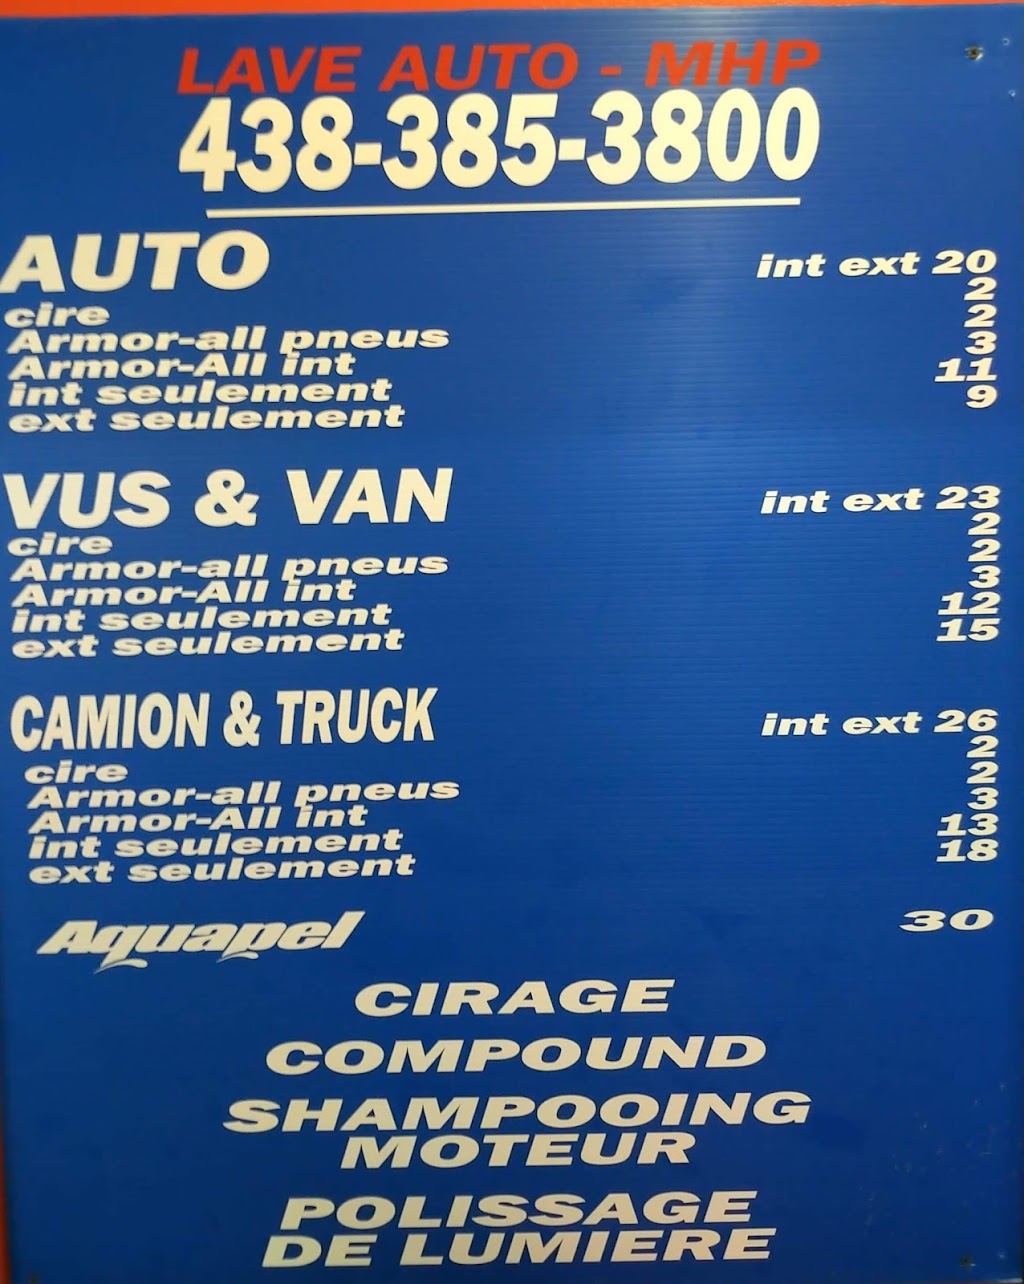 LAVE AUTO - MHP
438-385-3800
AUTO int ext 20
cire 2
Armor-all pneus 2
Armor-All int 3
int seulement 11
ext seulement 9
VUS & VAN int ext 23
cire 2
Armor-all pneus 2
Armor-All int 3
int seulement 12
ext seulement 15
CAMION & TRUCK int ext 26
cire 2
Armor-all pneus 2
Armor-All int 3
int seulement 13
ext seulement 18
Aquapel 30
CIRAGE
COMPOUND
SHAMPOOING
MOTEUR
POLISSAGE
DE LUMIERE